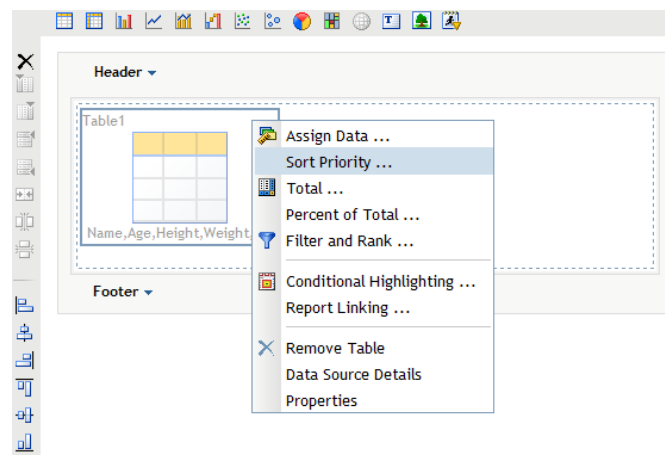 T
Header
Table1
Name,Age,Height,Weight,
Assign Data ...
Sort Priority ...
Total ...
Percent of Total ...
Filter and Rank ...
Conditional Highlighting ...
Report Linking ...
Remove Table
Data Source Details
Properties
Footer